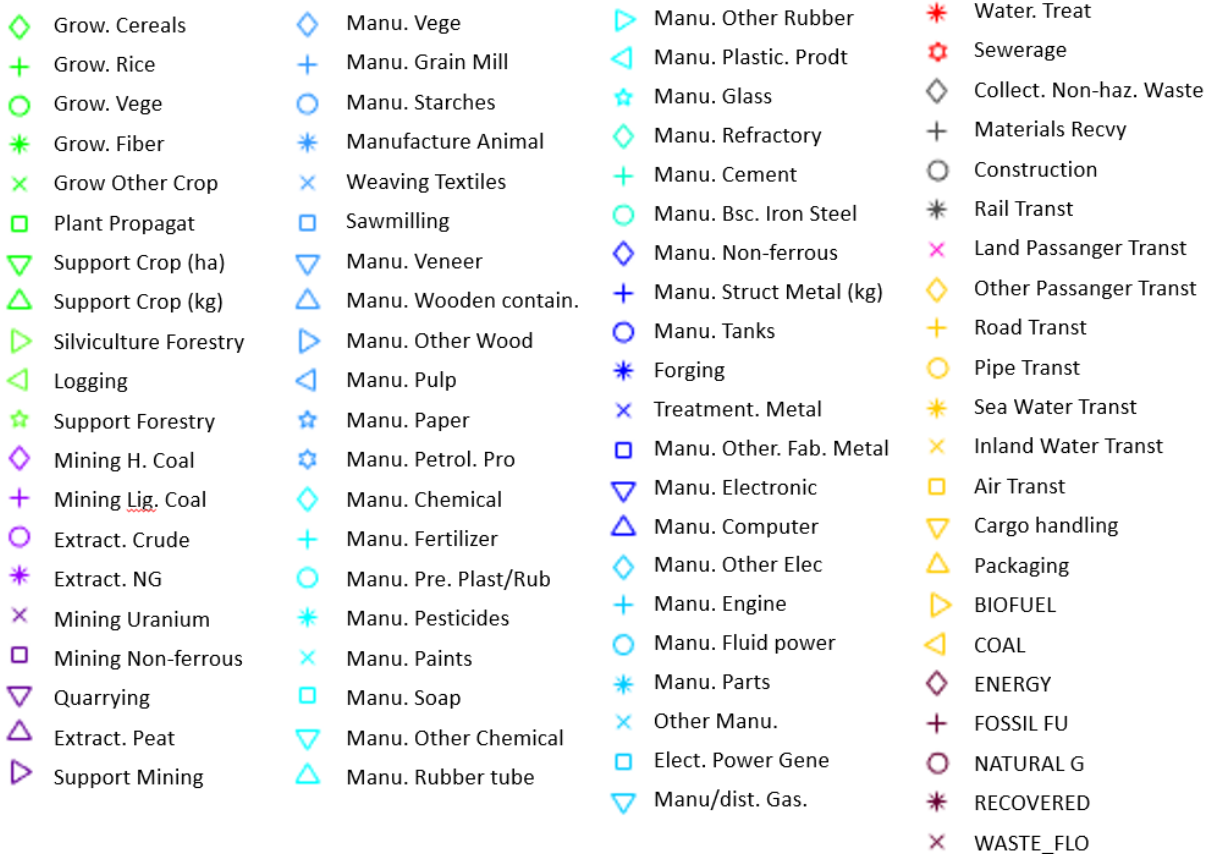 Grow. Cereals
Grow. Rice
Grow. Vege
Grow. Fiber
Grow Other Crop
Plant Propagat
Support Crop (ha)
Support Crop (kg)
Silviculture Forestry
Logging
Support Forestry
Mining H. Coal
Mining Lig. Coal
Extract. Crude
Extract. NG
Mining Uranium
Mining Non-ferrous
Quarrying
Extract. Peat
Support Mining
Manu. Vege
Manu. Grain Mill
Manu. Starches
Manufacture Animal
Weaving Textiles
Sawmilling
Manu. Veneer
Manu. Wooden contain.
Manu. Other Wood
Manu. Pulp
Manu. Paper
Manu. Petrol. Pro
Manu. Chemical
Manu. Fertilizer
Manu. Pre. Plast/Rub
Manu. Pesticides
Manu. Paints
Manu. Soap
Manu. Other Chemical
Manu. Rubber tube
Manu. Other Rubber
Manu. Plastic. Prodt
Manu. Glass
Manu. Refractory
Manu. Cement
Manu. Bsc. Iron Steel
Manu. Non-ferrous
Manu. Struct Metal (kg)
Manu. Tanks
Forging
Treatment. Metal
Manu. Other. Fab. Metal
Manu. Electronic
Manu. Computer
Manu. Other Elec
Manu. Engine
Manu. Fluid power
Manu. Parts
Other Manu.
Elect. Power Gene
Manu/dist. Gas.
Water. Treat
Sewerage
Collect. Non-haz. Waste
Materials Recvy
Construction
Rail Transt
Land Passanger Transt
Other Passanger Transt
Road Transt
Pipe Transt
Sea Water Transt
Inland Water Transt
Air Transt
Cargo handling
Packaging
BIOFUEL
COAL
ENERGY
FOSSIL FU
NATURAL G
RECOVERED
WASTE_FLO